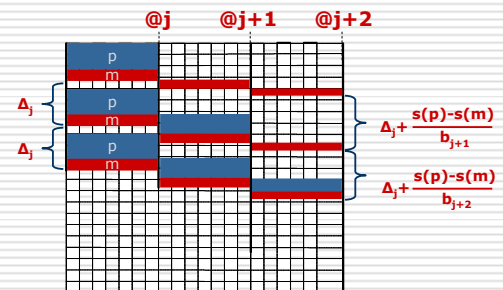 @j @j+1 @j+2
p
m
Δj
p
m
Δj+ s(p)-s(m)
bj+1
Δj
p
m
Δj+ s(p)-s(m)
bj+2